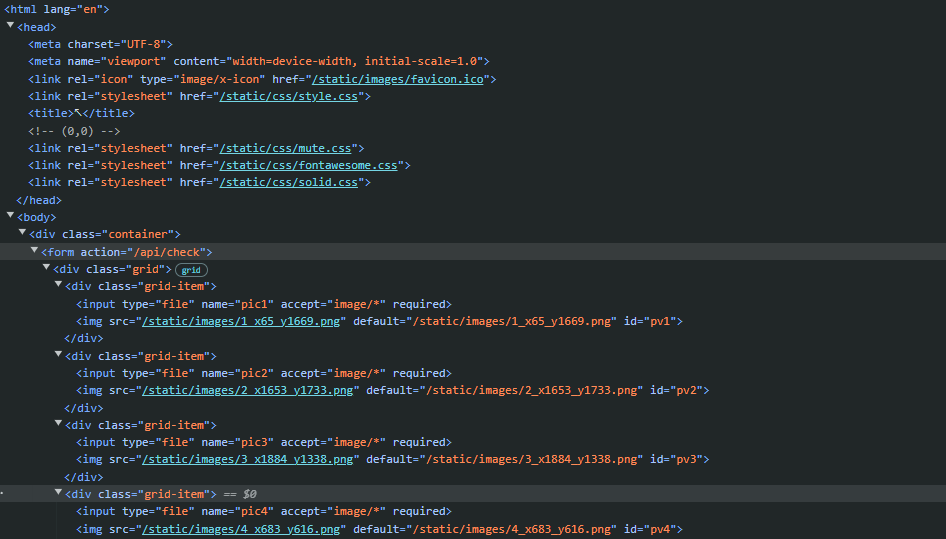 <html lang="en">
<head>
<meta charset="UTF-8">
<meta name="viewport" content="width=device-width, initial-scale=1.0">
<link rel="icon" type="image/x-icon" href="/static/images/favicon.ico">
<link rel="stylesheet" href="/static/css/style.css">
<title>↖</title>
<!-- (0,0) -->
<link rel="stylesheet" href="/static/css/mute.css">
<link rel="stylesheet" href="/static/css/fontawesome.css">
<link rel="stylesheet" href="/static/css/solid.css">
</head>
<body>
<div class="container">
<form action="/api/check">
<div class="grid"> grid
<div class="grid-item">
<input type="file" name="pic1" accept="image/*" required>
<img src="/static/images/1_x65_y1669.png" default="/static/images/1_x65_y1669.png" id="pv1">
</div>
<div class="grid-item">
<input type="file" name="pic2" accept="image/*" required>
<img src="/static/images/2_x1653_y1733.png" default="/static/images/2_x1653_y1733.png" id="pv2">
</div>
<div class="grid-item">
<input type="file" name="pic3" accept="image/*" required>
<img src="/static/images/3_x1884_y1338.png" default="/static/images/3_x1884_y1338.png" id="pv3">
</div>
<div class="grid-item"> == $0
<input type="file" name="pic4" accept="image/*" required>
<img src="/static/images/4_x683_y616.png" default="/static/images/4_x683_y616.png" id="pv4">